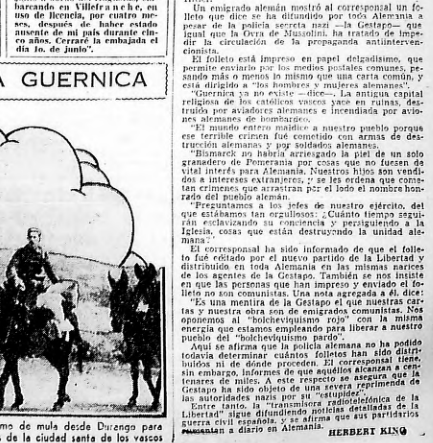 barcando en Villefranche, en
uso de licencia, por cuatro me-
ses, después de haber estado
ausente de mi país durante cin-
co años. Cerraré la embajada el
día 1o. de junio".
A GUERNICA
mo de mula desde Durango para
s de la ciudad santa de los vascos
Un emigrado alemán mostró al corresponsal un fo-
lleto que dice se ha difundido por toda Alemania a
pesar de la policía secreta nazi —la Gestapo— que
igual que la Ovra de Mussolini, ha tratado de impe-
dir la circulación de la propaganda antiinterven-
cionista.
El folleto está impreso en papel delgadísimo, que
permite enviarlo por los medios postales comunes, pe-
sando más o menos lo mismo que una carta común, y
está dirigido a "los hombres y mujeres alemanes".
"Guernica ya no existe —dice—. La antigua capital
religiosa de los católicos vascos yace en ruinas, des-
truída por aviadores alemanes e incendiada por avio-
nes alemanes de bombardeo.
"El mundo entero maldice a nuestro pueblo porque
ese terrible crimen fué cometido con armas de des-
trucción alemanas y por soldados alemanes.
"Bismarck no habría arriesgado la piel de un solo
granadero de Pomerania por cosas que no fuesen de
vital interés para Alemania. Nuestros hijos son vendi-
dos a intereses extranjeros, y se les ordena que come-
tan crímenes que arrastran por el lodo el nombre hon-
rado del pueblo alemán.
"Preguntamos a los jefes de nuestro ejército, del
que estábamos tan orgullosos: ¿Cuánto tiempo segui-
rán esclavizando su conciencia y persiguiendo a la
Iglesia, cosas que están destruyendo la unidad ale-
mana?"
El corresponsal ha sido informado de que el folle-
to fué editado por el nuevo partido de la Libertad y
distribuido en toda Alemania en las mismas narices
de los agentes de la Gestapo. También se nos insiste
en que las personas que han impreso y enviado el fo-
lleto no son comunistas. Una nota agregada a él, dice:
"Es una mentira de la Gestapo el que nuestras car-
tas y nuestra obra son de emigrados comunistas. Nos
oponemos al "bolcheviquismo rojo" con la misma
energía que estamos empleando para liberar a nuestro
pueblo del "bolcheviquismo pardo".
Aquí se afirma que la policía alemana no ha podido
todavía determinar cuántos folletos han sido distri-
buidos ni de dónde proceden. El corresponsal tiene,
sin embargo, informes de que aquéllos alcanzan a cen-
tenares de miles. A este respecto se asegura que la
Gestapo ha sido objeto de una severa reprimenda de
las autoridades nazis por su "estupidez".
Entre tanto, la "transmisora radiotelefónica de la
Libertad" sigue difundiendo noticias detalladas de la
guerra civil española, y se afirma que sus partidarios
aumentan a diario en Alemania. HERBERT KING